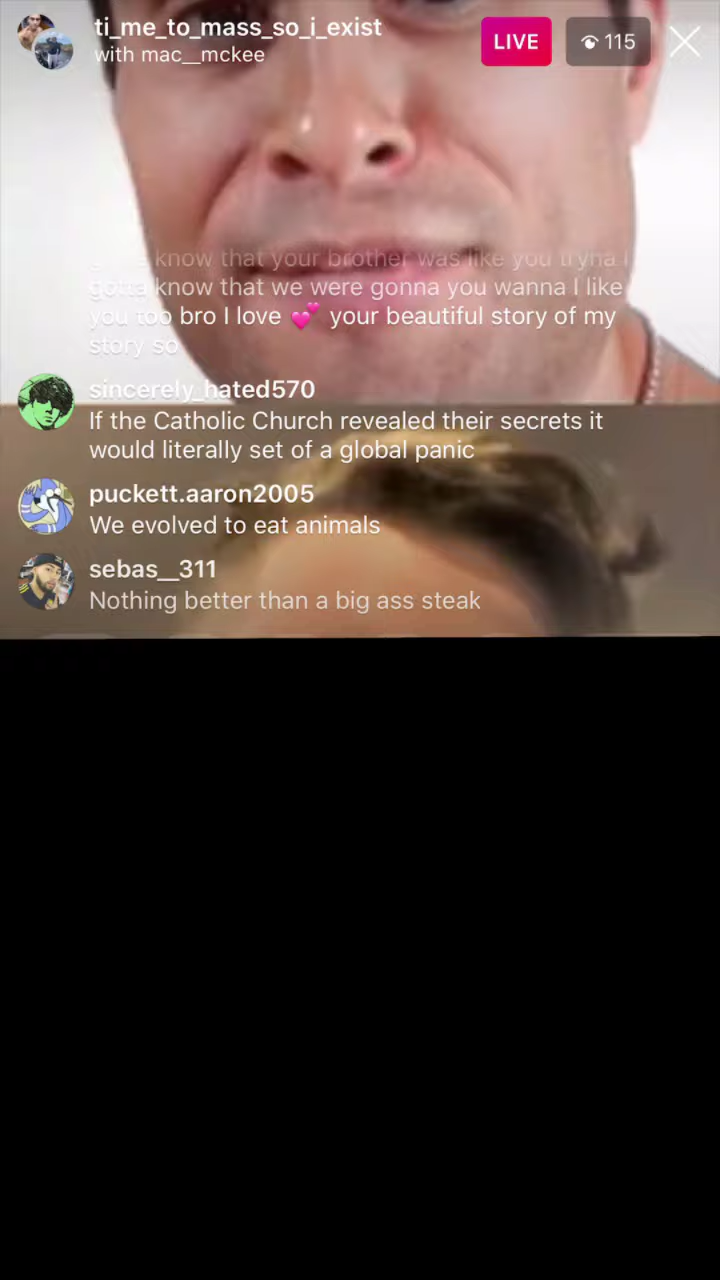 ti_me_to_mass_so_i_exist
with mac__mckee
LIVE
115
know that your brother was like you tryna I
gotta know that we were gonna you wanna I like
you too bro I love 💕 your beautiful story of my
story so
sincerely_hated570
If the Catholic Church revealed their secrets it
would literally set of a global panic
puckett.aaron2005
We evolved to eat animals
sebas__311
Nothing better than a big ass steak